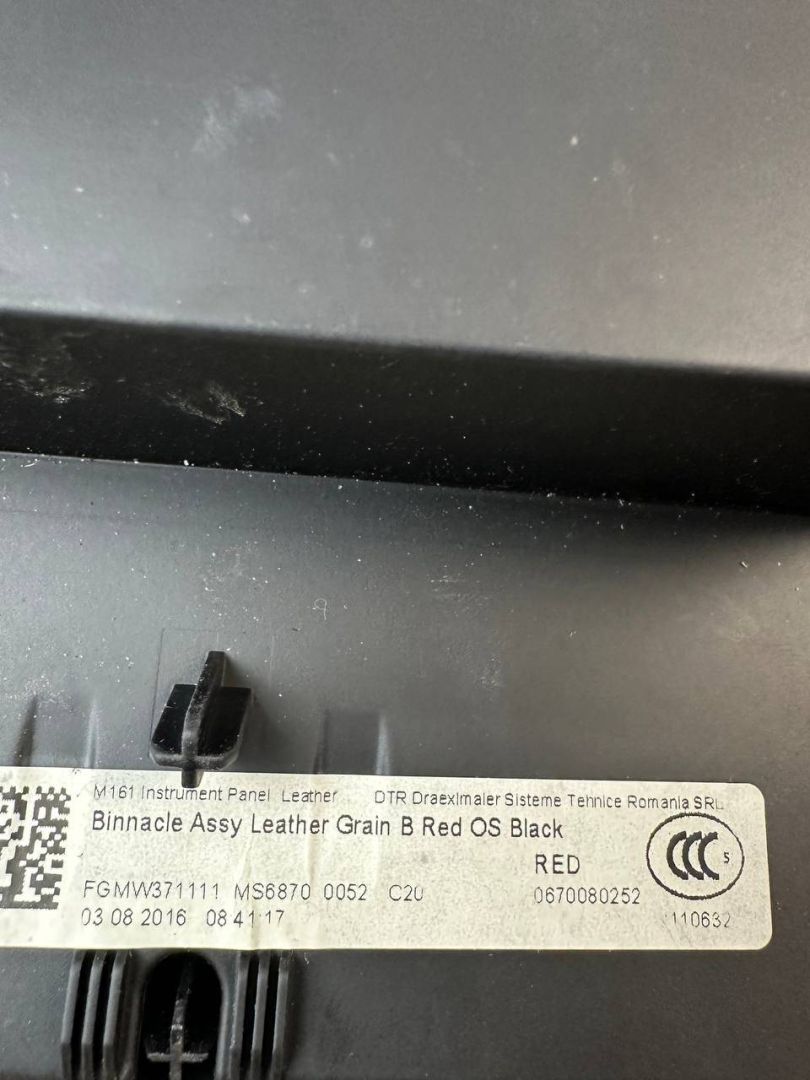 M161 Instrument Panel Leather DTR Draexlmaier Sisteme Tehnice Romania SRL
Binnacle Assy Leather Grain B Red OS Black
RED
FGMW371111 MS6870 0052 C20 0670080252
03 08 2016 08 41:17 110632
CCC S